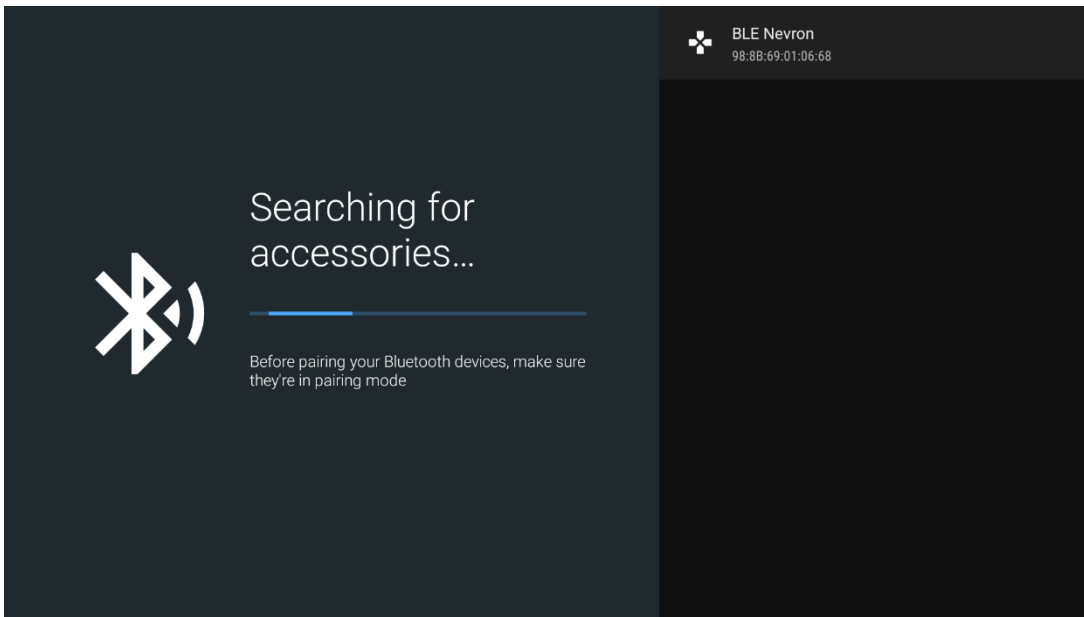 Searching for
accessories...
Before pairing your Bluetooth devices, make sure
they're in pairing mode
BLE Nevron
98:8B:69:01:06:68